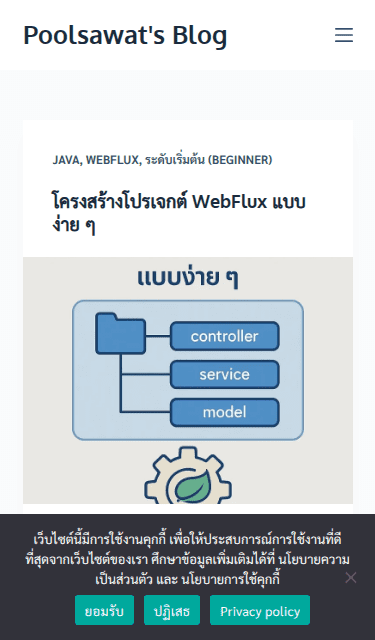 Poolsawat's Blog
JAVA, WEBFLUX, ระดับเริ่มต้น (BEGINNER)
โครงสร้างโปรเจกต์ WebFlux แบบ
ง่าย ๆ
แบบง่าย ๆ
controller
service
model
เว็บไซต์นี้มีการใช้งานคุกกี้ เพื่อให้ประสบการณ์การใช้งานที่ดี
ที่สุดจากเว็บไซต์ของเรา ศึกษาข้อมูลเพิ่มเติมได้ที่ นโยบายความ
เป็นส่วนตัว และ นโยบายการใช้คุกกี้
ยอมรับ ปฏิเสธ Privacy policy